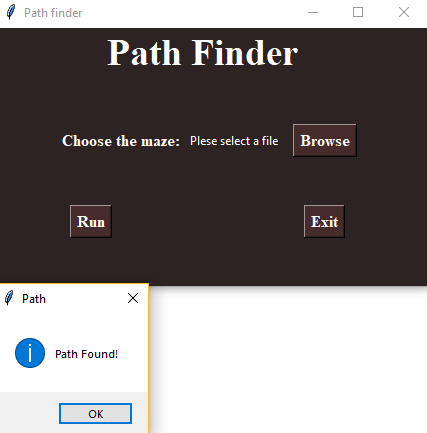 Path finder
Path Finder
Choose the maze: Plese select a file Browse
Run Exit
Path
Path Found!
OK